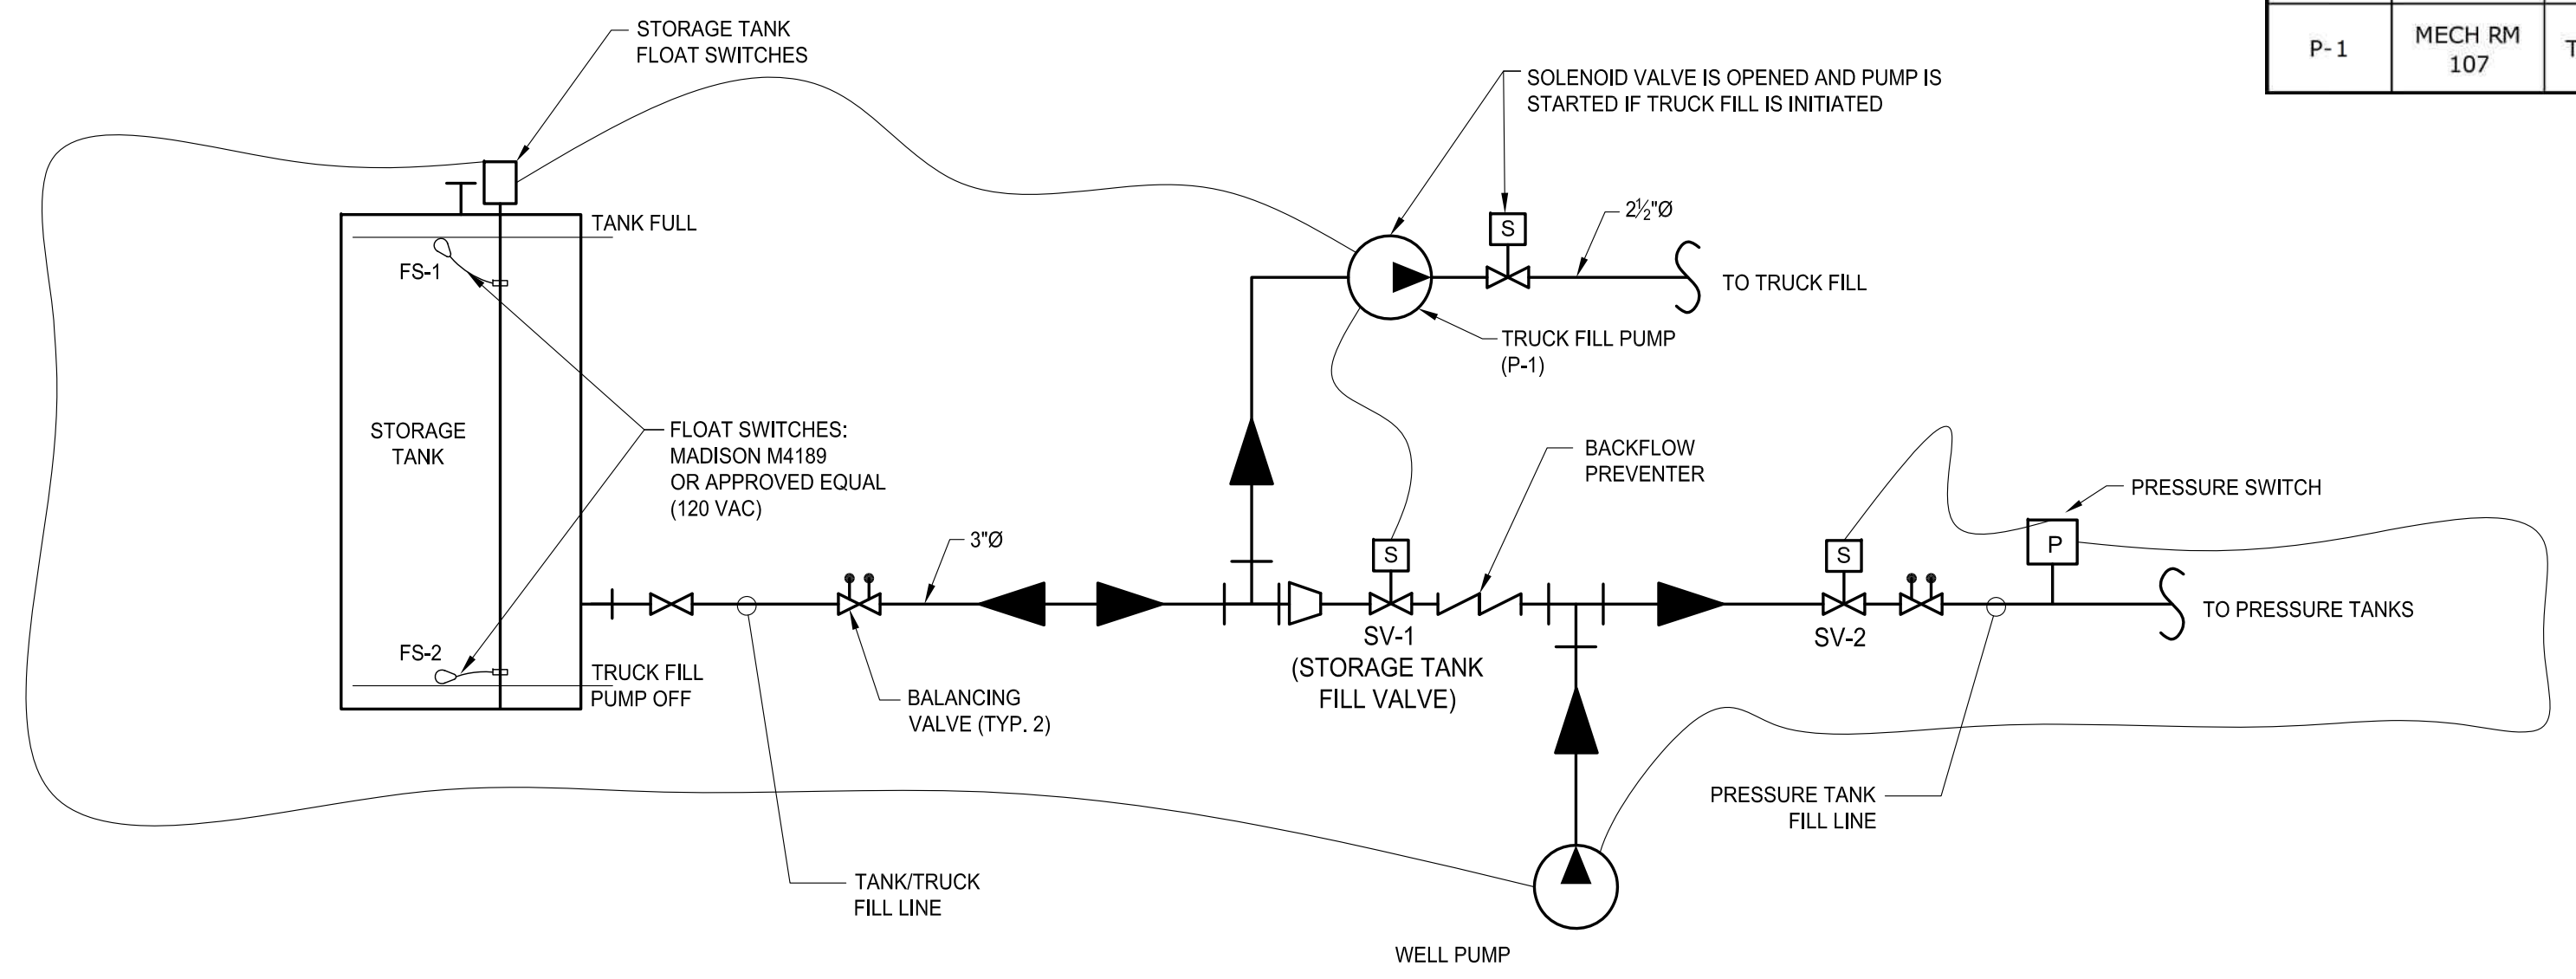 STORAGE TANK
FLOAT SWITCHES
P-1
MECH RM
107
T
SOLENOID VALVE IS OPENED AND PUMP IS
STARTED IF TRUCK FILL IS INITIATED
TANK FULL
FS-1
S
2½"Ø
TO TRUCK FILL
TRUCK FILL PUMP
(P-1)
STORAGE
TANK
FLOAT SWITCHES:
MADISON M4189
OR APPROVED EQUAL
(120 VAC)
BACKFLOW
PREVENTER
PRESSURE SWITCH
3"Ø
S
S
P
TO PRESSURE TANKS
SV-1
(STORAGE TANK
FILL VALVE)
SV-2
FS-2
TRUCK FILL
PUMP OFF
BALANCING
VALVE (TYP. 2)
PRESSURE TANK
FILL LINE
TANK/TRUCK
FILL LINE
WELL PUMP